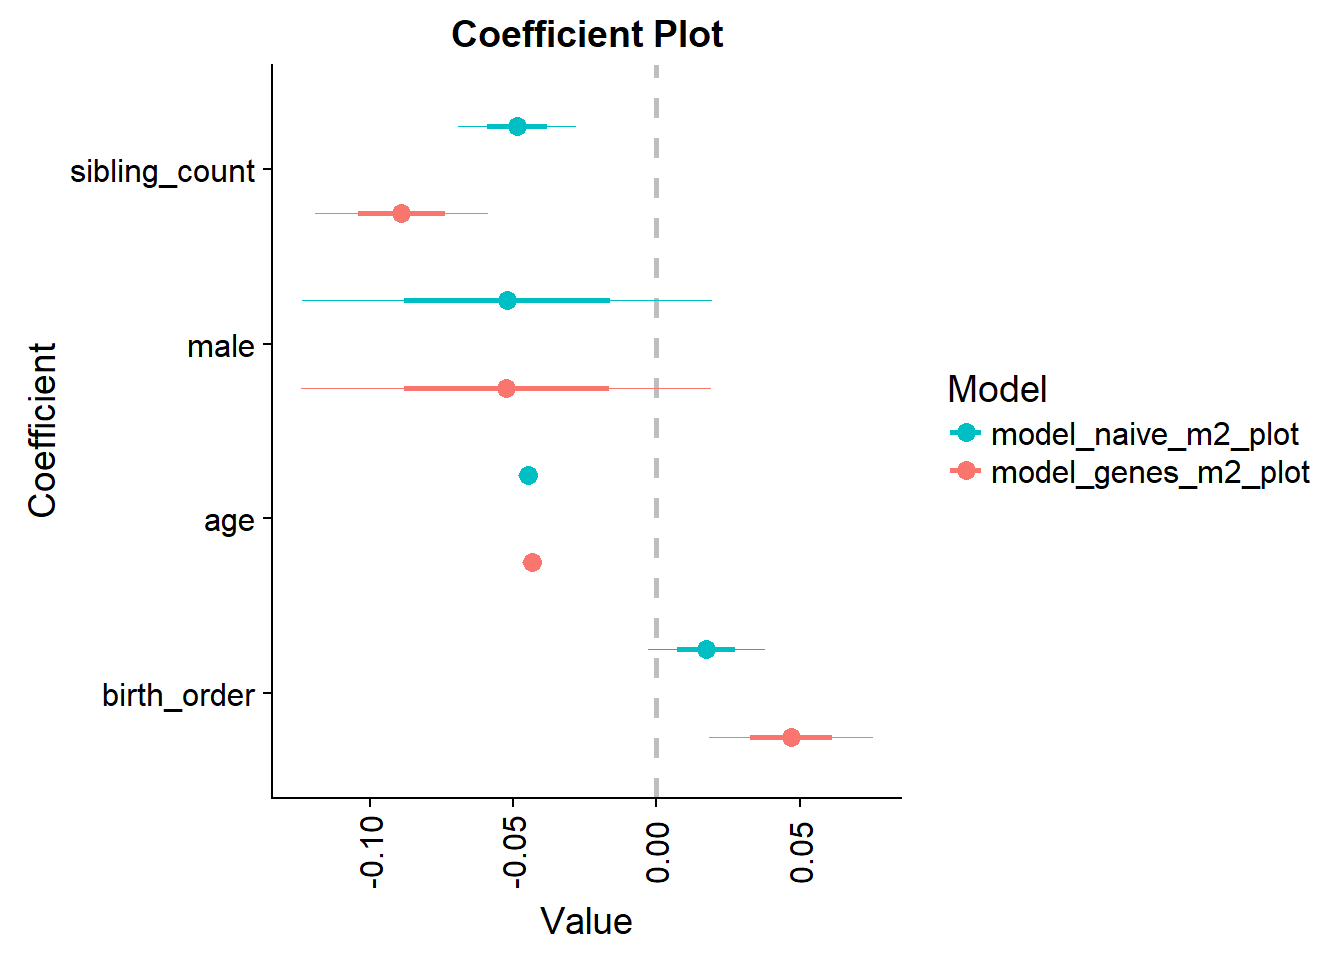 Coefficient Plot
Coefficient
sibling_count
male
age
birth_order
-0.10
-0.05
0.00
0.05
Value
Model
model_naive_m2_plot
model_genes_m2_plot